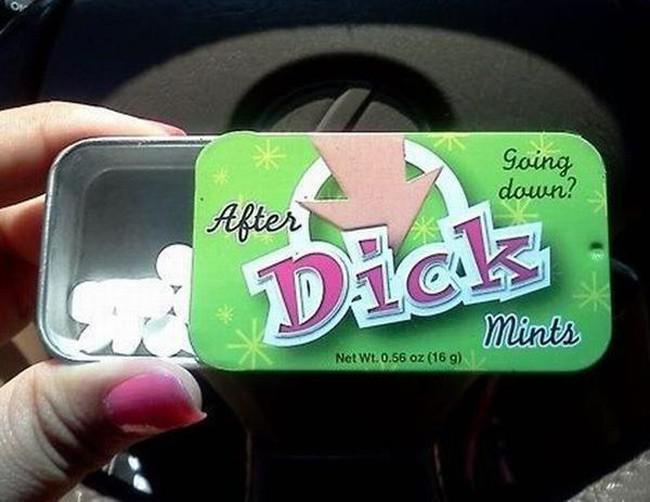 Going
down?
After
Dick
Mints
Net Wt. 0.56 oz (16 g)